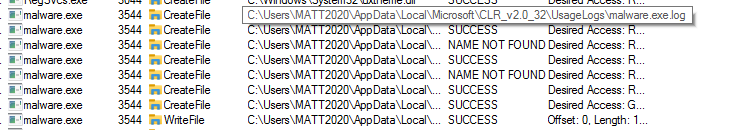 RegSvcs.exe 3544 CreateFile C:\Windows\System32\uxtheme.dll SUCCESS Desired Access: R...
malware.exe 3544 CreateFile C:\Users\MATT2020\AppData\Local\Microsoft\CLR_v2.0_32\UsageLogs\malware.exe.log
malware.exe 3544 CreateFile C:\Users\MATT2020\AppData\Local\... SUCCESS Desired Access: R...
malware.exe 3544 CreateFile C:\Users\MATT2020\AppData\Local\... NAME NOT FOUND Desired Access: R...
malware.exe 3544 CreateFile C:\Users\MATT2020\AppData\Local\... SUCCESS Desired Access: R...
malware.exe 3544 CreateFile C:\Users\MATT2020\AppData\Local\... NAME NOT FOUND Desired Access: R...
malware.exe 3544 CreateFile C:\Users\MATT2020\AppData\Local\... SUCCESS Desired Access: R...
malware.exe 3544 CreateFile C:\Users\MATT2020\AppData\Local\... SUCCESS Desired Access: G...
malware.exe 3544 WriteFile C:\Users\MATT2020\AppData\Local\... SUCCESS Offset: 0, Length: 1...